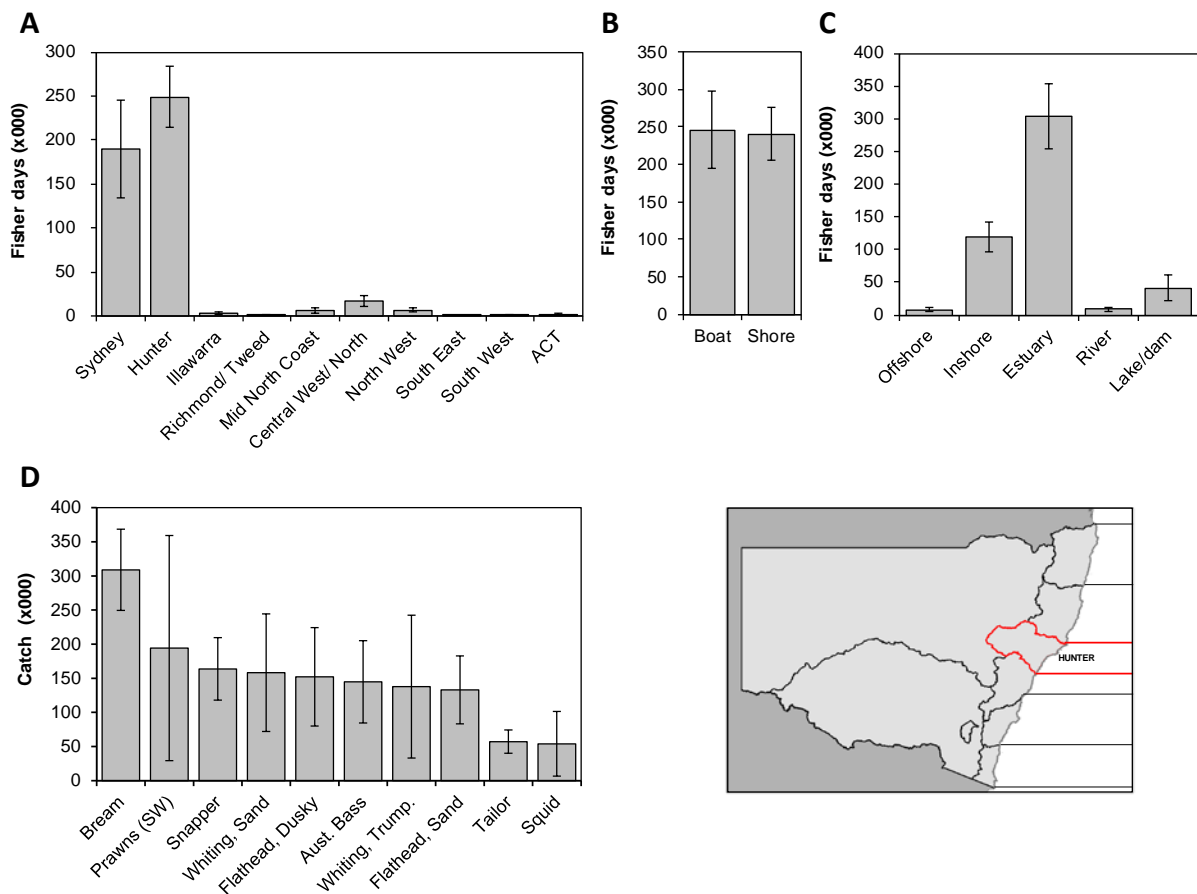 A
Fisher days (x000)
300
250
200
150
100
50
0
Sydney
Hunter
Illawarra
Richmond/ Tweed
Mid North Coast
Central West/ North
North West
South East
South West
ACT
B
Fisher days (x000)
350
300
250
200
150
100
50
0
Boat
Shore
C
Fisher days (x000)
400
350
300
250
200
150
100
50
0
Offshore
Inshore
Estuary
River
Lake/dam
D
Catch (x000)
400
350
300
250
200
150
100
50
0
Bream
Prawns (SW)
Snapper
Whiting, Sand
Flathead, Dusky
Aust. Bass
Whiting, Trump.
Flathead, Sand
Tailor
Squid
HUNTER